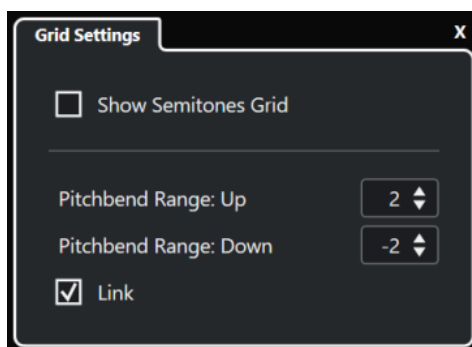 Grid Settings X
Show Semitones Grid
Pitchbend Range: Up 2
Pitchbend Range: Down -2
Link